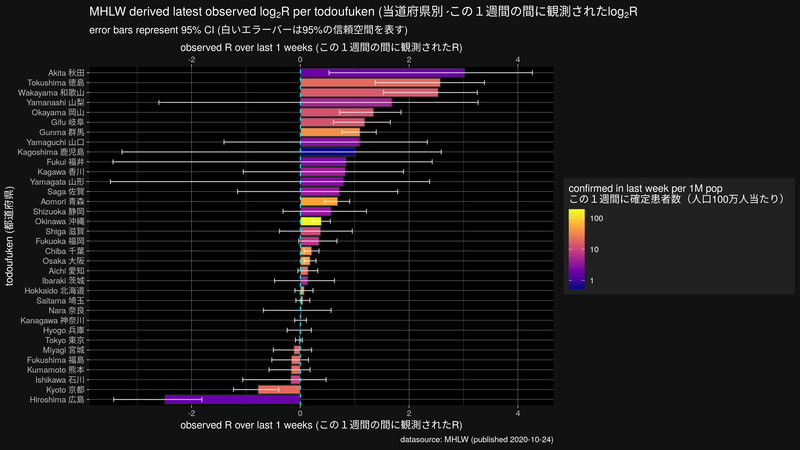 MHLW derived latest observed log₂R per todoufuken (当道府県別 この１週間の間に観測されたlog₂R
error bars represent 95% CI (白いエラーバーは95%の信頼空間を表す)
observed R over last 1 weeks (この１週間の間に観測されたR)
-2 0 2 4
todoufuken (都道府県)
Akita 秋田
Tokushima 徳島
Wakayama 和歌山
Yamanashi 山梨
Okayama 岡山
Gifu 岐阜
Gunma 群馬
Yamaguchi 山口
Kagoshima 鹿児島
Fukui 福井
Kagawa 香川
Yamagata 山形
Saga 佐賀
Aomori 青森
Shizuoka 静岡
Okinawa 沖縄
Shiga 滋賀
Fukuoka 福岡
Chiba 千葉
Osaka 大阪
Aichi 愛知
Ibaraki 茨城
Hokkaido 北海道
Saitama 埼玉
Nara 奈良
Kanagawa 神奈川
Hyogo 兵庫
Tokyo 東京
Miyagi 宮城
Fukushima 福島
Kumamoto 熊本
Ishikawa 石川
Kyoto 京都
Hiroshima 広島
-2 0 2 4
observed R over last 1 weeks (この１週間の間に観測されたR)
confirmed in last week per 1M pop
この１週間に確定患者数（人口100万人当たり）
100
10
1
datasource: MHLW (published 2020-10-24)